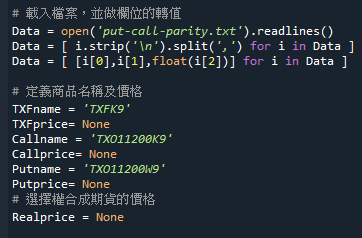 # 載入檔案，並做欄位的轉值
Data = open('put-call-parity.txt').readlines()
Data = [ i.strip('\n').split(',') for i in Data ]
Data = [ [i[0],i[1],float(i[2])] for i in Data ]
# 定義商品名稱及價格
TXFname = 'TXFK9'
TXFprice= None
Callname = 'TXO11200K9'
Callprice= None
Putname = 'TXO11200W9'
Putprice= None
# 選擇權合成期貨的價格
Realprice = None